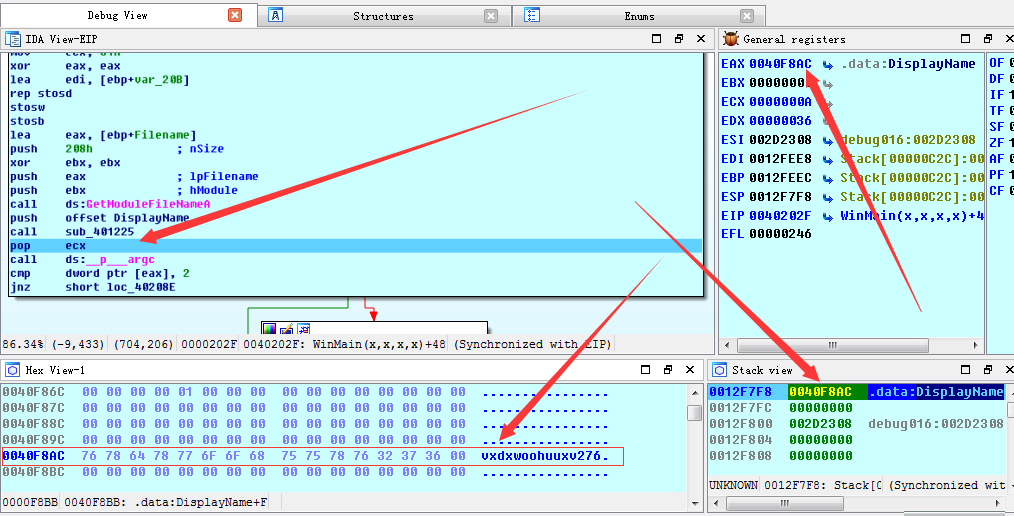 Debug View
Structures
Enums
IDA View-EIP
xor     eax, eax
lea     edi, [ebp+var_20B]
rep stosd
stosw
stosb
lea     eax, [ebp+Filename]
push    208h            ; nSize
xor     ebx, ebx
push    eax             ; lpFilename
push    ebx             ; hModule
call    ds:GetModuleFileNameA
push    offset DisplayName
call    sub_401225
pop     ecx
call    ds:__p___argc
cmp     dword ptr [eax], 2
jnz     short loc_40208E
86.34% (-9,433) (704,206) 0000202F 0040202F: WinMain(x,x,x,x)+48 (Synchronized with EIP)
General registers
EAX 0040F8AC .data:DisplayName
EBX 0000000
ECX 0000000A
EDX 00000036
ESI 002D2308 debug016:002D2308
EDI 0012FEE8 Stack[00000C2C]:00
EBP 0012FEEC Stack[00000C2C]:00
ESP 0012F7F8 Stack[00000C2C]:00
EIP 0040202F WinMain(x,x,x,x)+4
EFL 00000246
OF 0
DF 0
IF 1
TF 0
SF 0
ZF 1
AF 0
PF 1
CF 0
Hex View-1
0040F86C 00 00 00 00 01 00 00 00 00 00 00 00 00 00 00 00 ................
0040F87C 00 00 00 00 00 00 00 00 00 00 00 00 00 00 00 00 ................
0040F88C 00 00 00 00 00 00 00 00 00 00 00 00 00 00 00 00 ................
0040F89C 00 00 00 00 00 00 00 00 00 00 00 00 00 00 00 00 ................
0040F8AC 76 78 64 78 77 6F 6F 68 75 75 78 76 32 37 36 00 vxdxwoohuuxv276.
0040F8BC 00 00 00 00 00 00 00 00 00 00 00 00 00 00 00 00 ................
0000F8BB 0040F8BB: .data:DisplayName+F
Stack view
0012F7F8 0040F8AC .data:DisplayName
0012F7FC 00000000
0012F800 002D2308 debug016:002D2308
0012F804 00000000
0012F808 00000000
UNKNOWN 0012F7F8: Stack[0 (Synchronized wit